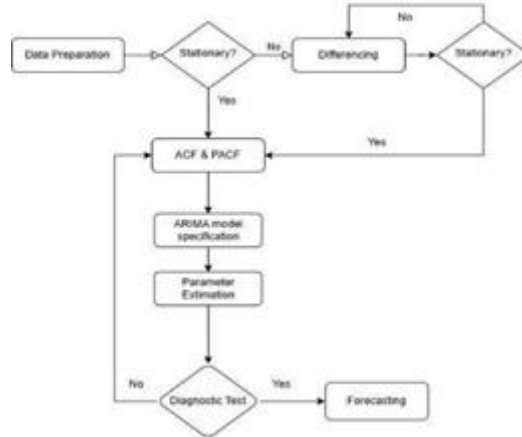 No
Data Preparation
Stationary?
No
Differencing
Stationary?
Yes
Yes
ACF & PACF
ARIMA model
specification
Parameter
Estimation
No
Diagnostic Test
Yes
Forecasting